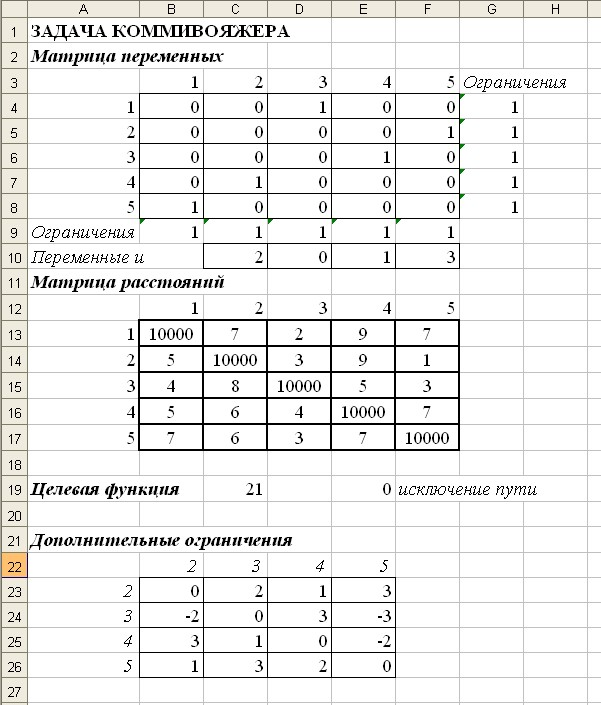 A B C D E F G H
1 ЗАДАЧА КОММИВОЯЖЕРА
2 Матрица переменных
3 1 2 3 4 5 Ограничения
4 1 0 0 1 0 0 1
5 2 0 0 0 0 1 1
6 3 0 0 0 1 0 1
7 4 0 1 0 0 0 1
8 5 1 0 0 0 0 1
9 Ограничения 1 1 1 1 1
10 Переменные и 2 0 1 3
11 Матрица расстояний
12 1 2 3 4 5
13 1 10000 7 2 9 7
14 2 5 10000 3 9 1
15 3 4 8 10000 5 3
16 4 5 6 4 10000 7
17 5 7 6 3 7 10000
18
19 Целевая функция 21 0 исключение пути
20
21 Дополнительные ограничения
22 2 3 4 5
23 2 0 2 1 3
24 3 -2 0 3 -3
25 4 3 1 0 -2
26 5 1 3 2 0
27